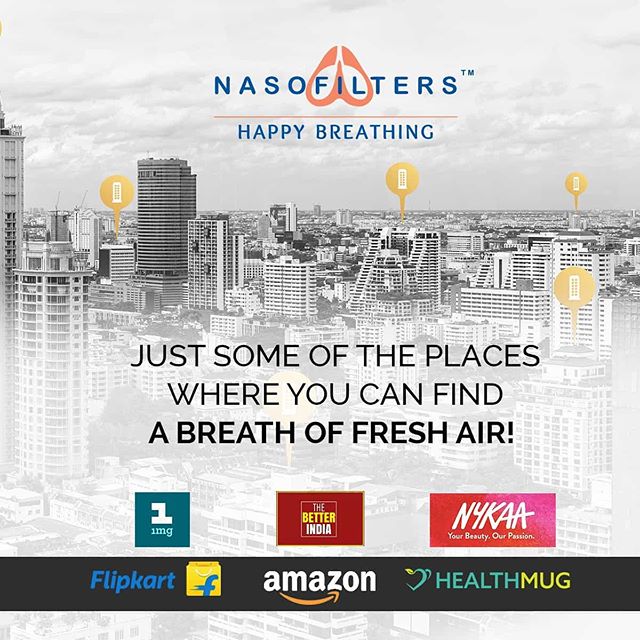 NASOFILTERS™
HAPPY BREATHING
JUST SOME OF THE PLACES
WHERE YOU CAN FIND
A BREATH OF FRESH AIR!
1
1mg
THE
BETTER
INDIA
NYKAA
Your Beauty. Our Passion.
Flipkart
f
amazon
HEALTHMUG